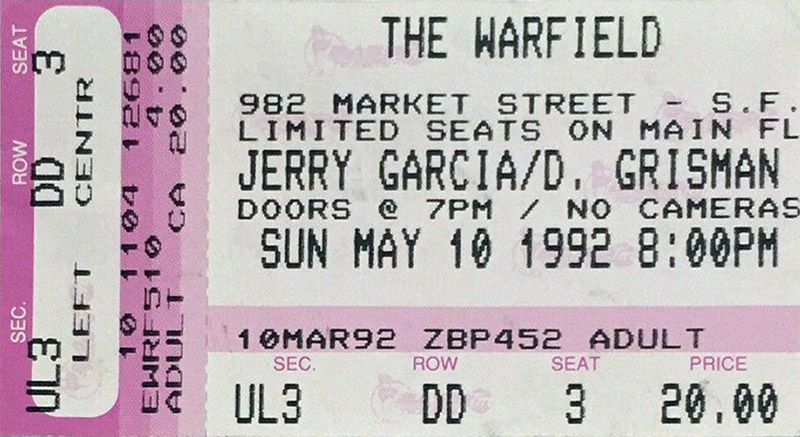 THE WARFIELD
982 MARKET STREET - S.F.
LIMITED SEATS ON MAIN FL
JERRY GARCIA/D. GRISMAN
DOORS @ 7PM / NO CAMERAS
SUN MAY 10 1992 8:00PM
10MAR92 ZBP452 ADULT
SEC. ROW SEAT PRICE
UL3 DD 3 20.00
SEC. ROW SEAT
UL3 DD 3
LEFT CENTR
10 1104 12681
EWRF510 4.00
ADULT CA 20.00